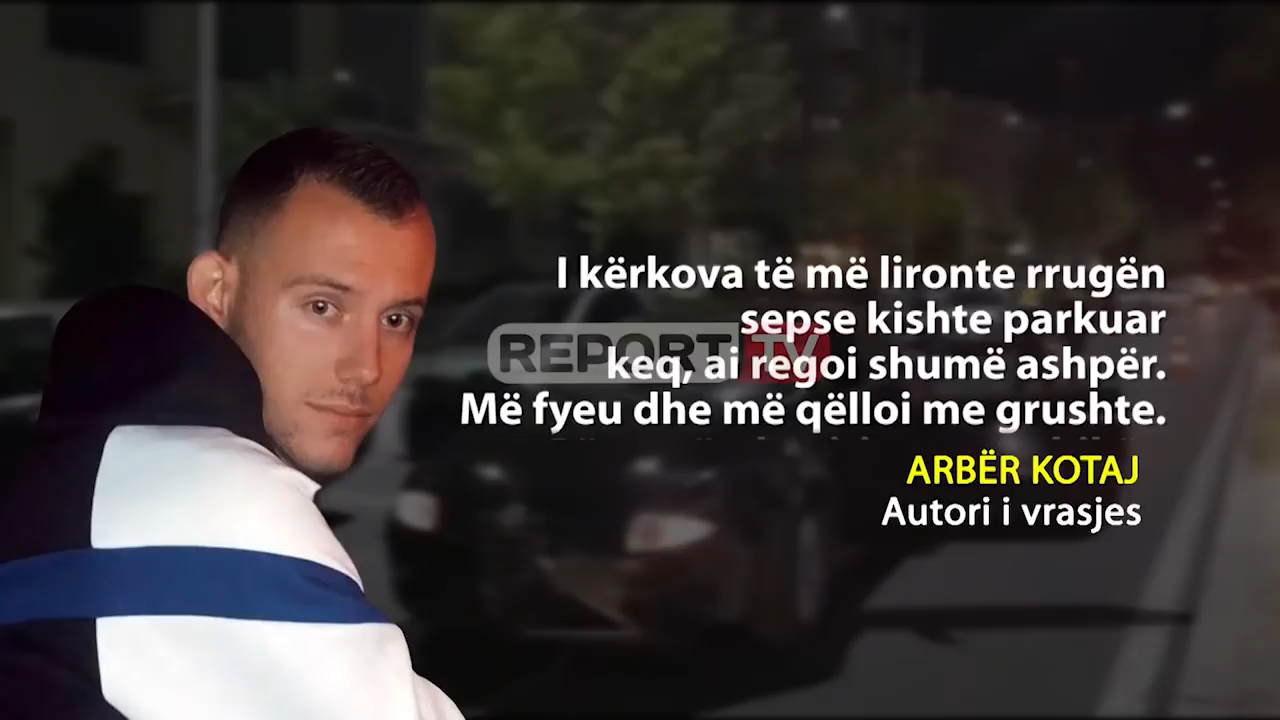 I kërkova të më lironte rrugën
sepse kishte parkuar
REPORT TV
keq, ai regoi shumë ashpër.
Më fyeu dhe më qëlloi me grushte.
ARBËR KOTAJ
Autori i vrasjes